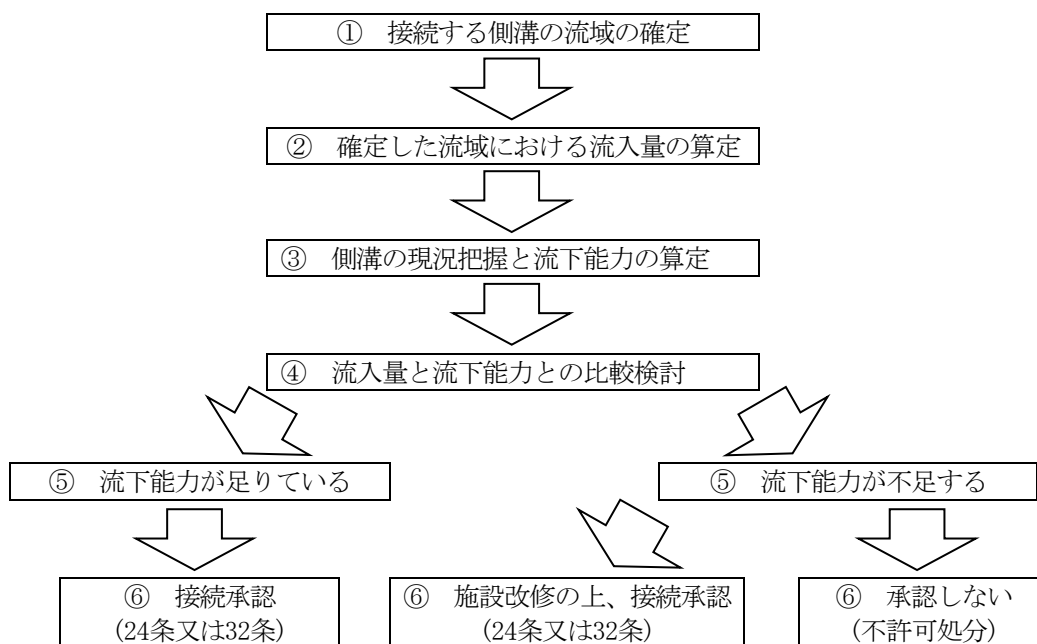 ① 接続する側溝の流域の確定
② 確定した流域における流入量の算定
③ 側溝の現況把握と流下能力の算定
④ 流入量と流下能力との比較検討
⑤ 流下能力が足りている
⑤ 流下能力が不足する
⑥ 接続承認
(24条又は32条)
⑥ 施設改修の上、接続承認
(24条又は32条)
⑥ 承認しない
(不許可処分)